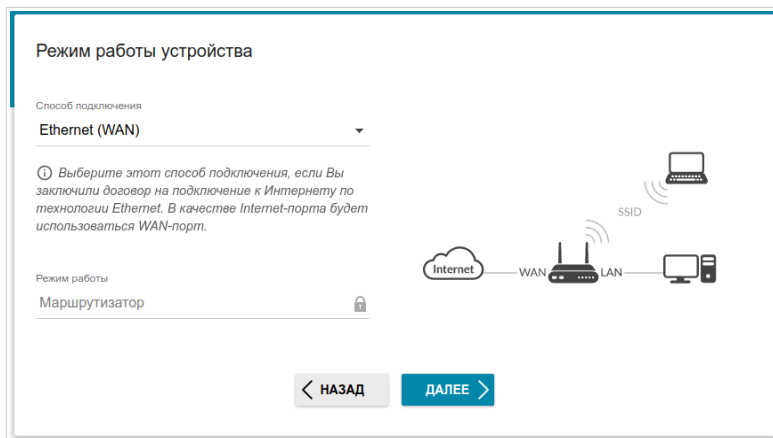 Режим работы устройства
Способ подключения
Ethernet (WAN)
Выберите этот способ подключения, если Вы
заключили договор на подключение к Интернету по
технологии Ethernet. В качестве Internet-порта будет
использоваться WAN-порт.
SSID
Internet
WAN
LAN
Режим работы
Маршрутизатор
НАЗАД
ДАЛЕЕ